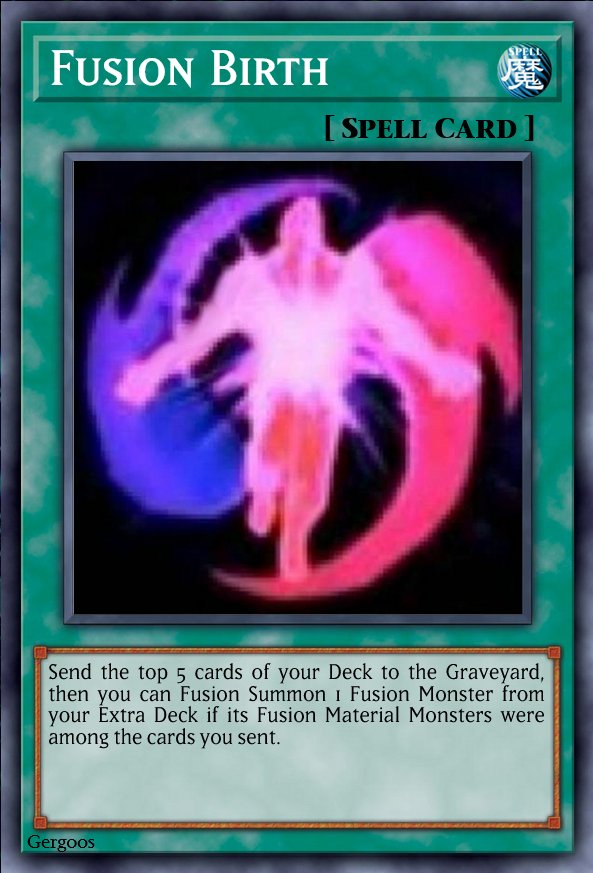 Fusion Birth
SPELL
魔
[ Spell Card ]
Send the top 5 cards of your Deck to the Graveyard,
then you can Fusion Summon 1 Fusion Monster from
your Extra Deck if its Fusion Material Monsters were
among the cards you sent.
Gergoos